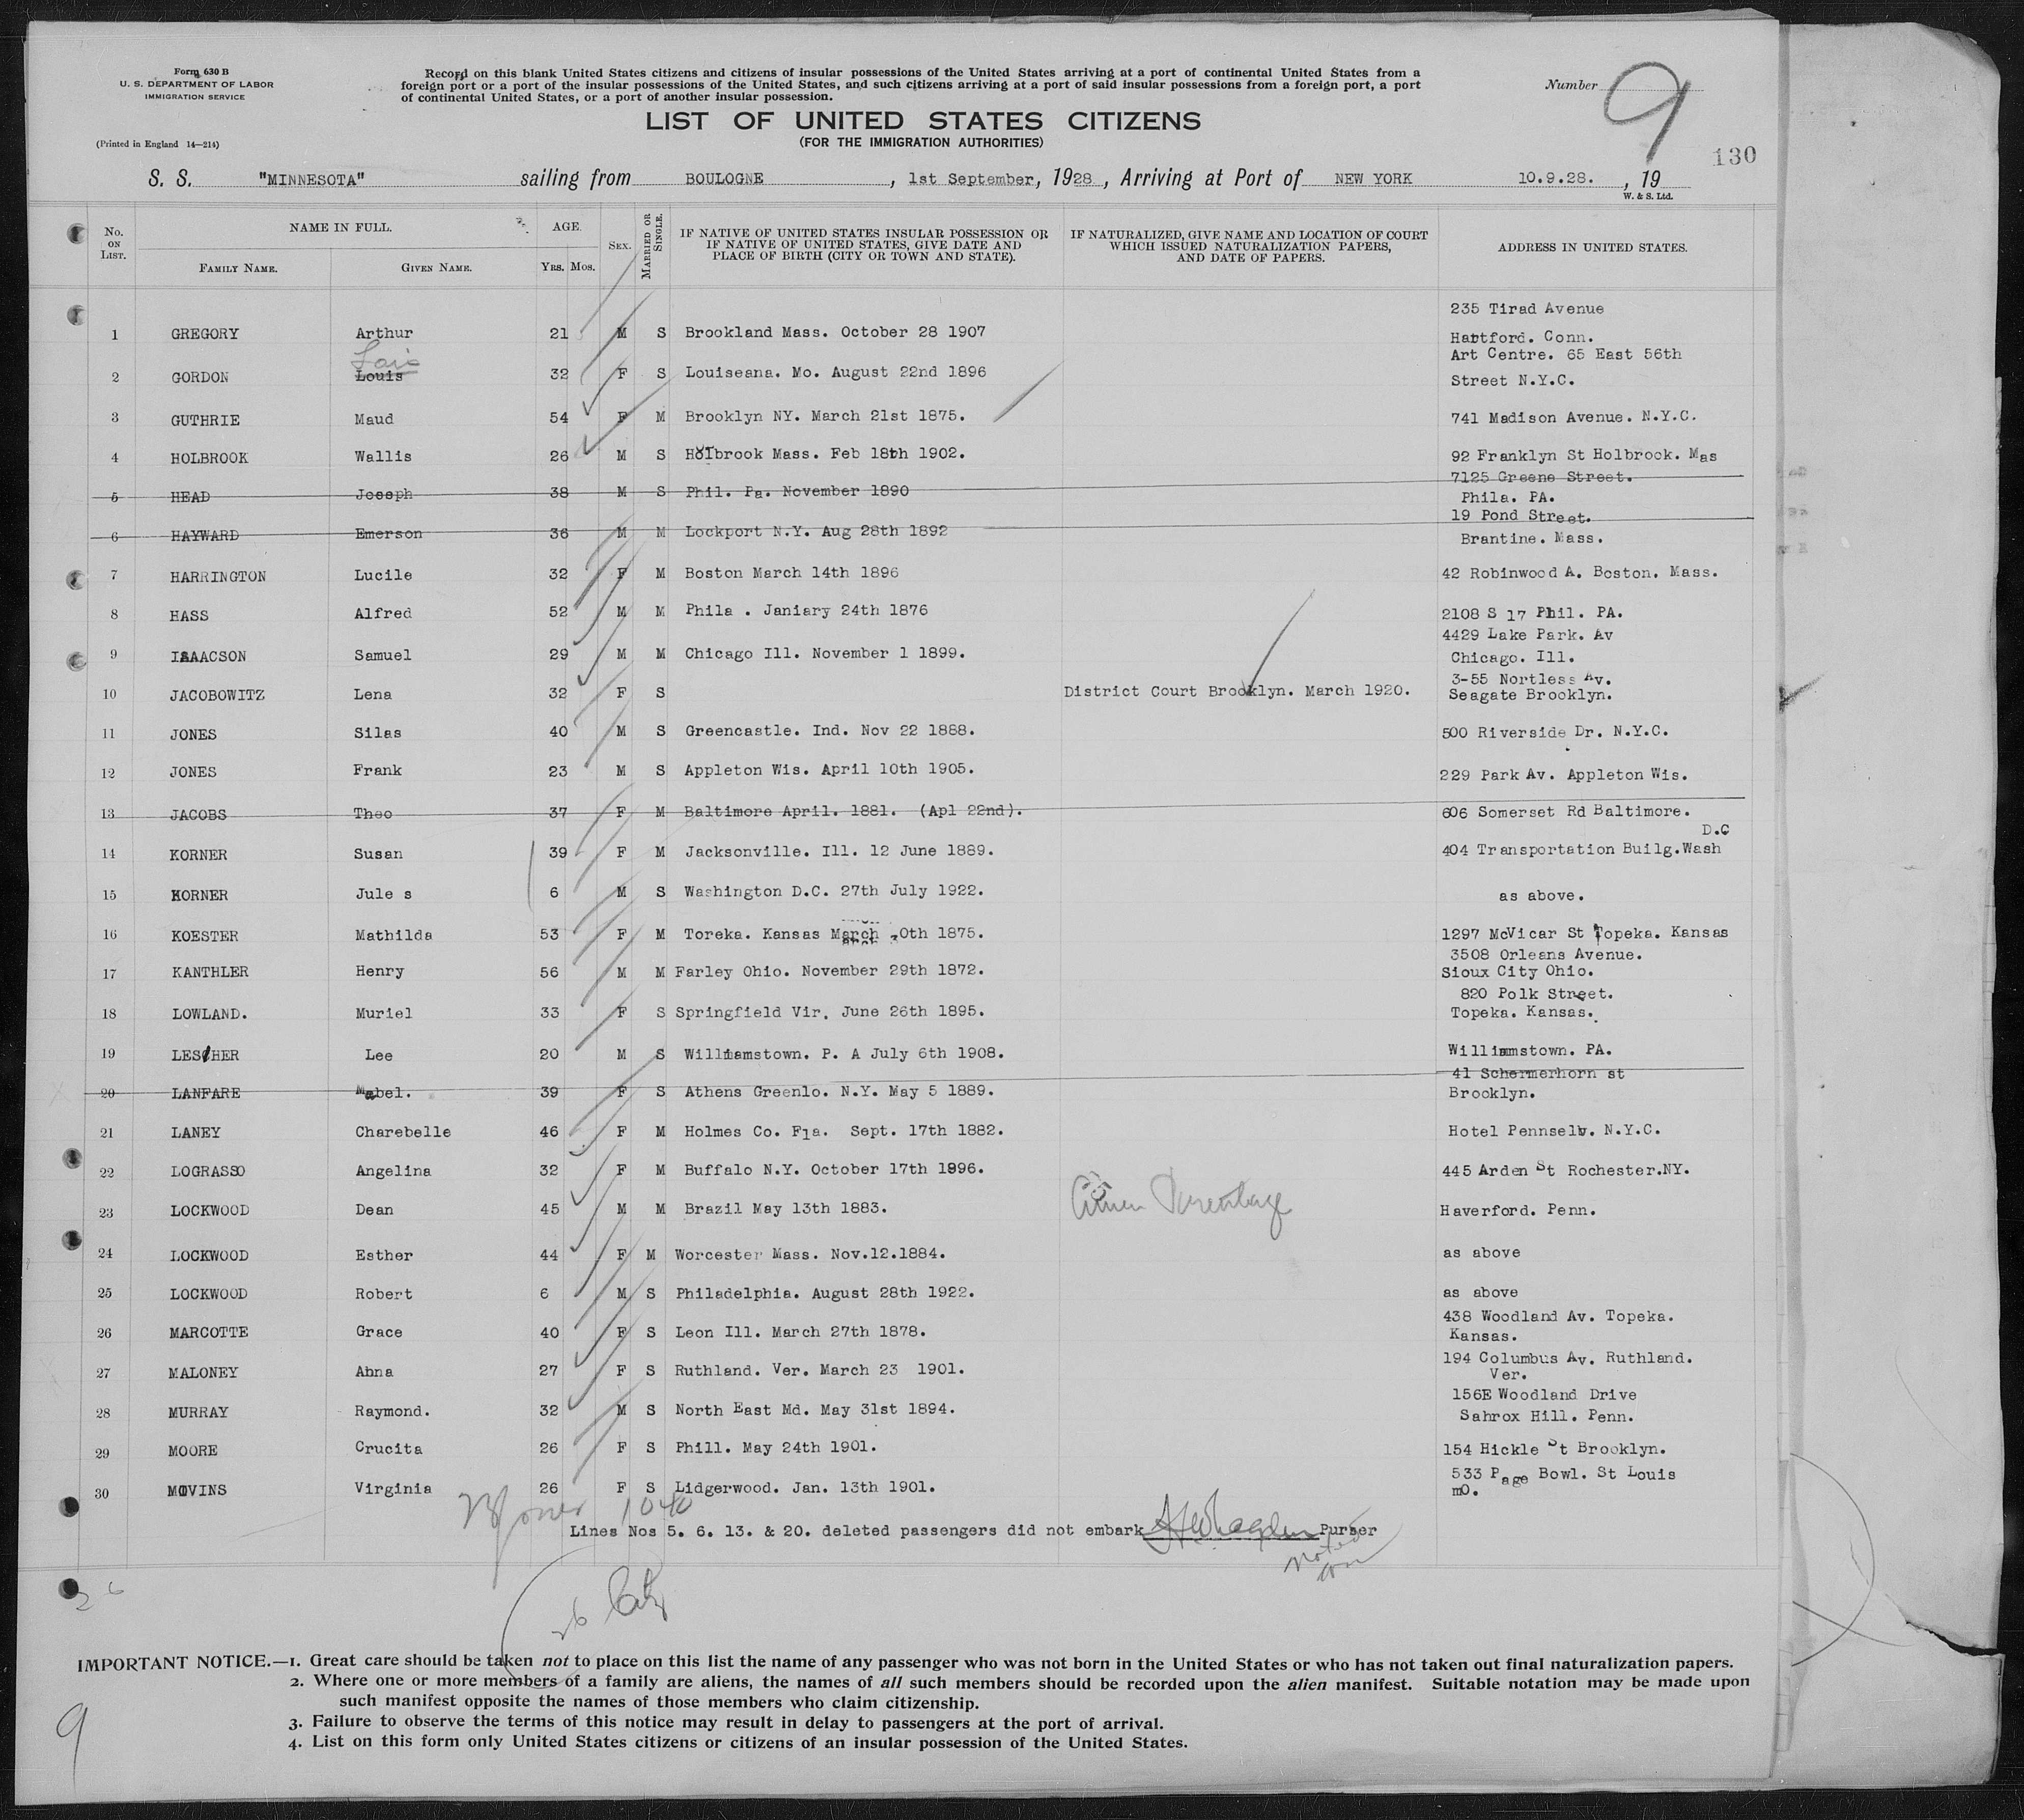 Form 630 B
U. S. DEPARTMENT OF LABOR
IMMIGRATION SERVICE
(Printed in England 14—214)
Record on this blank United States citizens and citizens of insular possessions of the United States arriving at a port of continental United States from a
foreign port or a port of the insular possessions of the United States, and such citizens arriving at a port of said insular possessions from a foreign port, a port
of continental United States, or a port of another insular possession.
Number 9
LIST OF UNITED STATES CITIZENS
(FOR THE IMMIGRATION AUTHORITIES)
130
S. S. "MINNESOTA" sailing from BOULOGNE, 1st September, 1928, Arriving at Port of NEW YORK 10.9.28. , 19
W. & S. Ltd.
No. ON LIST. NAME IN FULL. FAMILY NAME. GIVEN NAME. AGE. YRS. MOS. SEX. MARRIED OR SINGLE. IF NATIVE OF UNITED STATES INSULAR POSSESSION OR IF NATIVE OF UNITED STATES, GIVE DATE AND PLACE OF BIRTH (CITY OR TOWN AND STATE). IF NATURALIZED, GIVE NAME AND LOCATION OF COURT WHICH ISSUED NATURALIZATION PAPERS, AND DATE OF PAPERS. ADDRESS IN UNITED STATES.
235 Tirad Avenue
1 GREGORY Arthur 21 M S Brookland Mass. October 28 1907 Hartford. Conn.
Lois
Art Centre. 65 East 56th
2 GORDON Louis 32 F S Louiseana. Mo. August 22nd 1896 Street N.Y.C.
3 GUTHRIE Maud 54 F M Brooklyn NY. March 21st 1875. 741 Madison Avenue. N.Y.C.
4 HOLBROOK Wallis 26 M S Holbrook Mass. Feb 18th 1902. 92 Franklyn St Holbrook. Mas
7125 Greene Street.
5 HEAD Joseph 38 M S Phil. Pa. November 1890 Phila. PA.
19 Pond Street.
6 HAYWARD Emerson 36 M M Lockport N.Y. Aug 28th 1892 Brantine. Mass.
7 HARRINGTON Lucile 32 F M Boston March 14th 1896 42 Robinwood A. Boston. Mass.
8 HASS Alfred 52 M M Phila . Janiary 24th 1876 2108 S 17 Phil. PA.
4429 Lake Park. Av
9 ISAACSON Samuel 29 M M Chicago Ill. November 1 1899. Chicago. Ill.
3-55 Nortless Av.
10 JACOBOWITZ Lena 32 F S District Court Brooklyn. March 1920. Seagate Brooklyn.
11 JONES Silas 40 M S Greencastle. Ind. Nov 22 1888. 500 Riverside Dr. N.Y.C.
12 JONES Frank 23 M S Appleton Wis. April 10th 1905. 229 Park Av. Appleton Wis.
13 JACOBS Theo 37 F M Baltimore April. 1881. (Apl 22nd). 606 Somerset Rd Baltimore.
D.C
14 KORNER Susan 39 F M Jacksonville. Ill. 12 June 1889. 404 Transportation Builg.Wash
15 KORNER Jule s 6 M S Washington D.C. 27th July 1922. as above.
16 KOESTER Mathilda 53 F M Toreka. Kansas March 0th 1875. 1297 McVicar St Topeka. Kansas
3508 Orleans Avenue.
17 KANTHLER Henry 56 M M Farley Ohio. November 29th 1872. Sioux City Ohio.
820 Polk Street.
18 LOWLAND. Muriel 33 F S Springfield Vir. June 26th 1895. Topeka. Kansas.
19 LESCHER Lee 20 M S Williamstown. P. A July 6th 1908. Williamstown. PA.
41 Schermerhorn st
20 LANFARE Mabel. 39 F S Athens Greenlo. N.Y. May 5 1889. Brooklyn.
21 LANEY Charebelle 46 F M Holmes Co. Fla. Sept. 17th 1882. Hotel Pennselv. N.Y.C.
22 LOGRASSO Angelina 32 F M Buffalo N.Y. October 17th 1896. 445 Arden St Rochester.NY.
23 LOCKWOOD Dean 45 M M Brazil May 13th 1883. Citizen Parentage Haverford. Penn.
24 LOCKWOOD Esther 44 F M Worcester Mass. Nov.12.1884. as above
25 LOCKWOOD Robert 6 M S Philadelphia. August 28th 1922. as above
438 Woodland Av. Topeka.
26 MARCOTTE Grace 40 F S Leon Ill. March 27th 1878. Kansas.
194 Columbus Av. Ruthland.
27 MALONEY Anna 27 F S Ruthland. Ver. March 23 1901. Ver.
156E Woodland Drive
28 MURRAY Raymond. 32 M S North East Md. May 31st 1894. Sahrox Hill. Penn.
29 MOORE Crucita 26 F S Phill. May 24th 1901. 154 Hickle St Brooklyn.
533 Page Bowl. St Louis
30 MOVINS Virginia 26 F S Lidgerwood. Jan. 13th 1901. mO.
1040
Lines Nos 5. 6. 13. & 20. deleted passengers did not embark Purser
noted
26
26
IMPORTANT NOTICE.—1. Great care should be taken not to place on this list the name of any passenger who was not born in the United States or who has not taken out final naturalization papers.
2. Where one or more members of a family are aliens, the names of all such members should be recorded upon the alien manifest. Suitable notation may be made upon
such manifest opposite the names of those members who claim citizenship.
3. Failure to observe the terms of this notice may result in delay to passengers at the port of arrival.
4. List on this form only United States citizens or citizens of an insular possession of the United States.
9